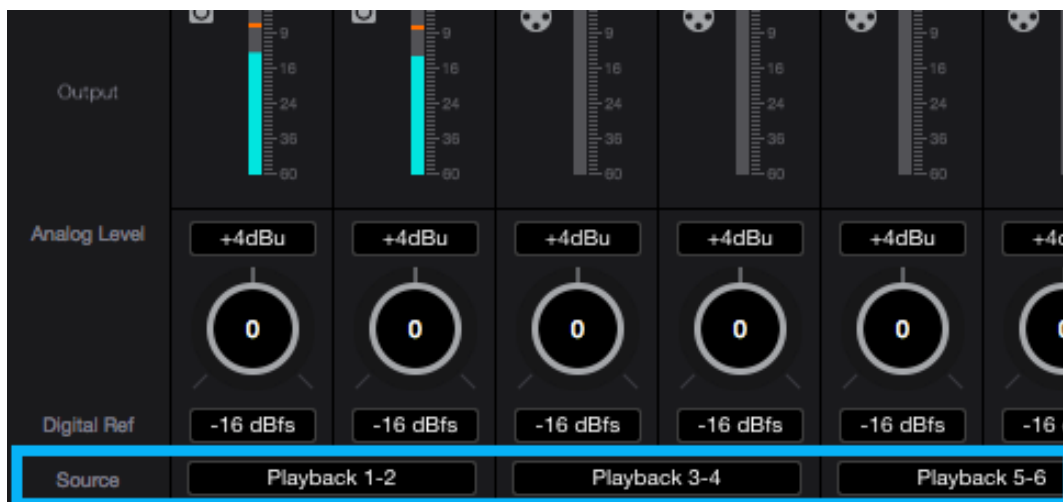 9 9 9 9 9
16 16 16 16 16
Output 24 24 24 24 24
36 36 36 36 36
60 60 60 60 60
Analog Level +4dBu +4dBu +4dBu +4dBu +4dBu
0 0 0 0 0
Digital Ref -16 dBfs -16 dBfs -16 dBfs -16 dBfs -16 dBfs -16
Source Playback 1-2 Playback 3-4 Playback 5-6